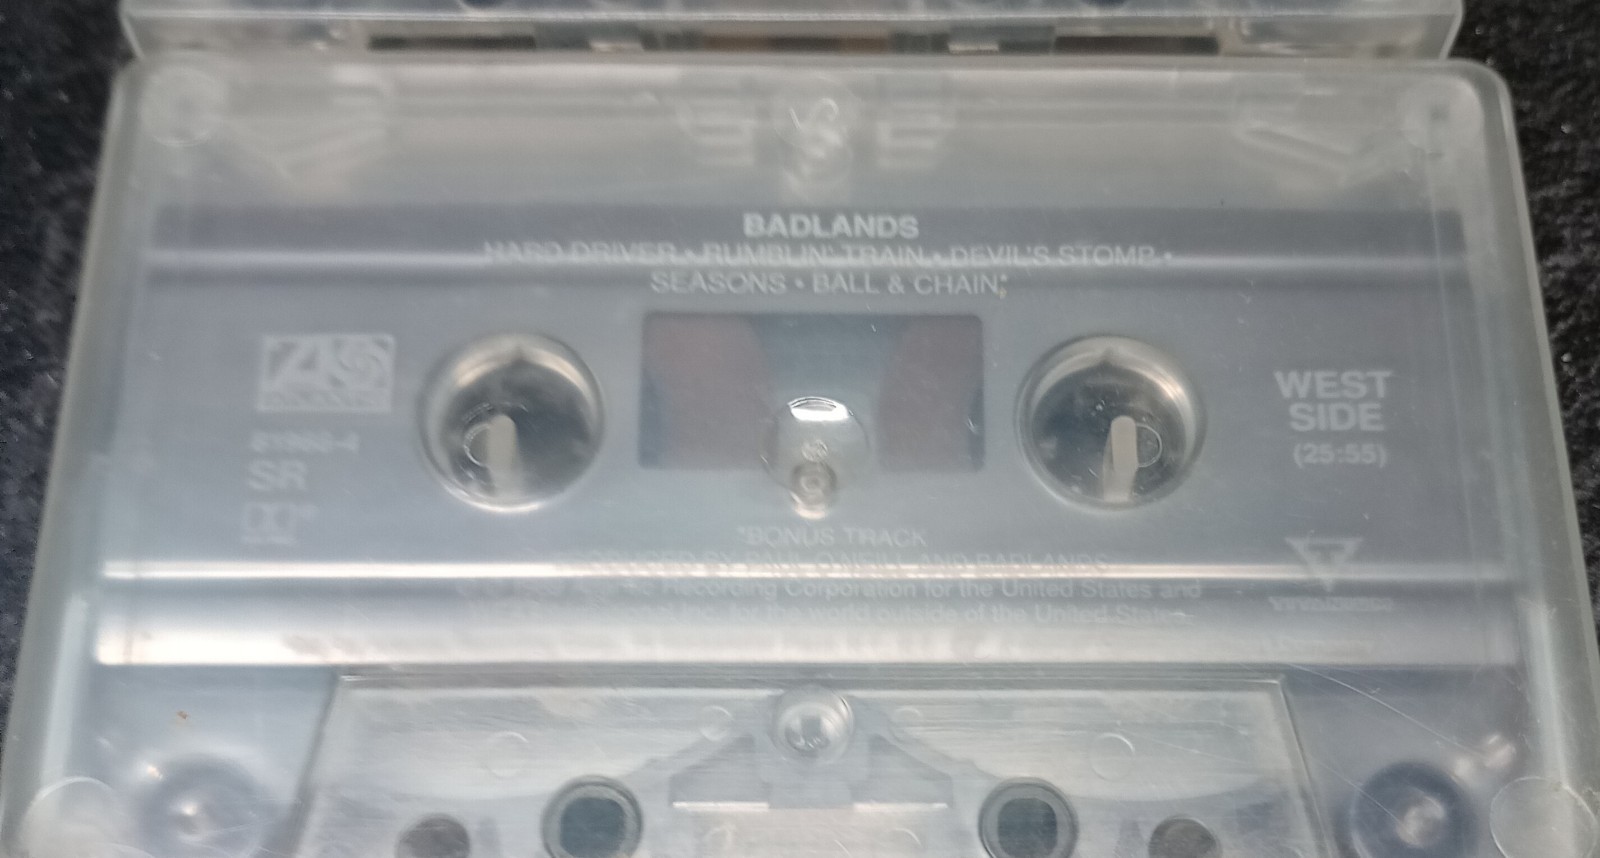 BADLANDS
HARD DRIVER • RUMBLIN' TRAIN • DEVIL'S STOMP •
SEASONS • BALL & CHAIN*
WEST
SIDE
(25:55)
SR
*BONUS TRACK
PRODUCED BY PAUL O'NEILL AND BADLANDS
Recording Corporation for the United States and
Inc. for the world outside of the United States.